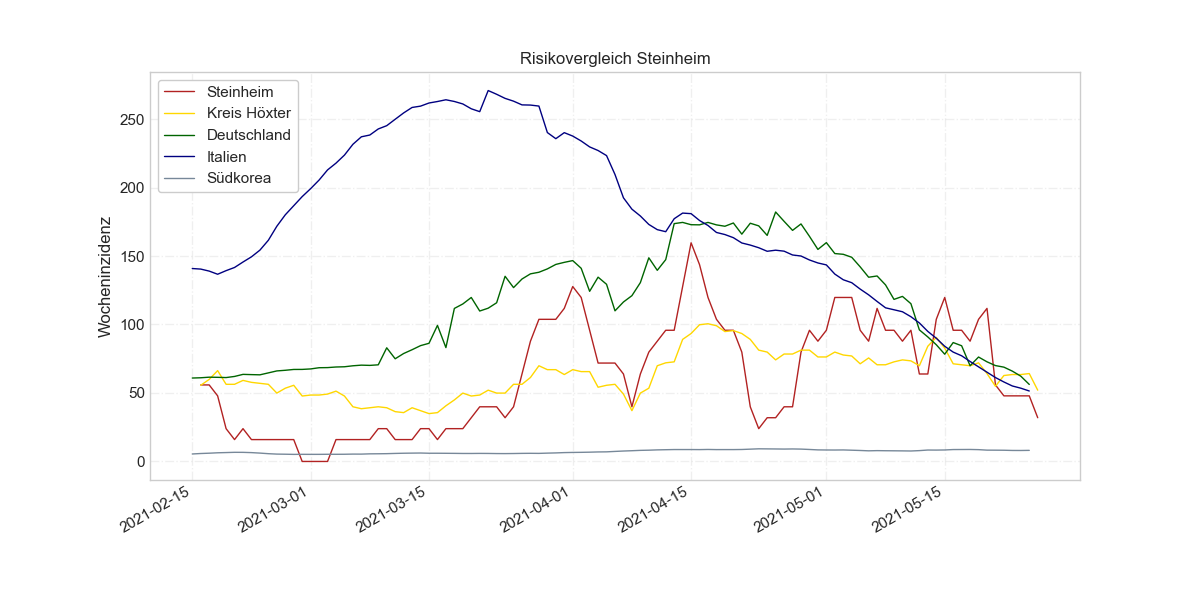 Risikovergleich Steinheim
Steinheim
Kreis Höxter
Deutschland
Italien
Südkorea
Wocheninzidenz
250
200
150
100
50
0
2021-02-15
2021-03-01
2021-03-15
2021-04-01
2021-04-15
2021-05-01
2021-05-15